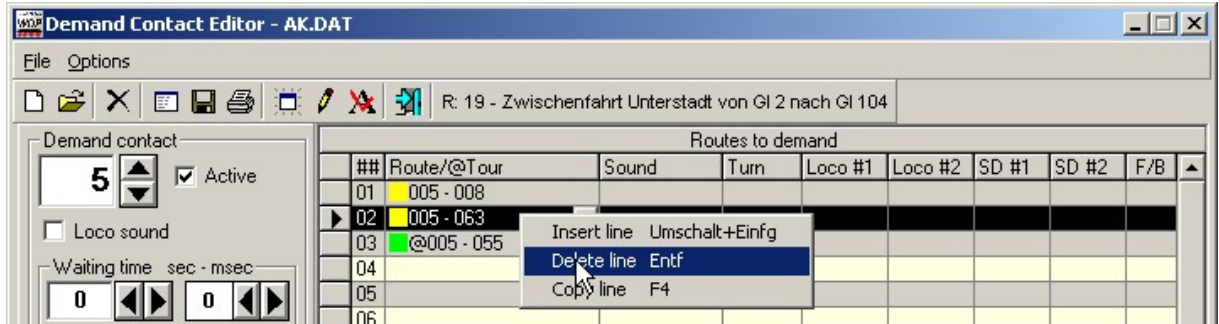 WDP Demand Contact Editor - AK.DAT
File Options
R: 19 - Zwischenfahrt Unterstadt von Gl 2 nach Gl 104
Demand contact
5
Active
Loco sound
Waiting time sec - msec
0 0
Routes to demand
## Route/@Tour Sound Turn Loco #1 Loco #2 SD #1 SD #2 F/B
01 005 - 008
02 005 - 063
03 @005 - 055
04
05
06
Insert line Umschalt+Einfg
Delete line Entf
Copy line F4